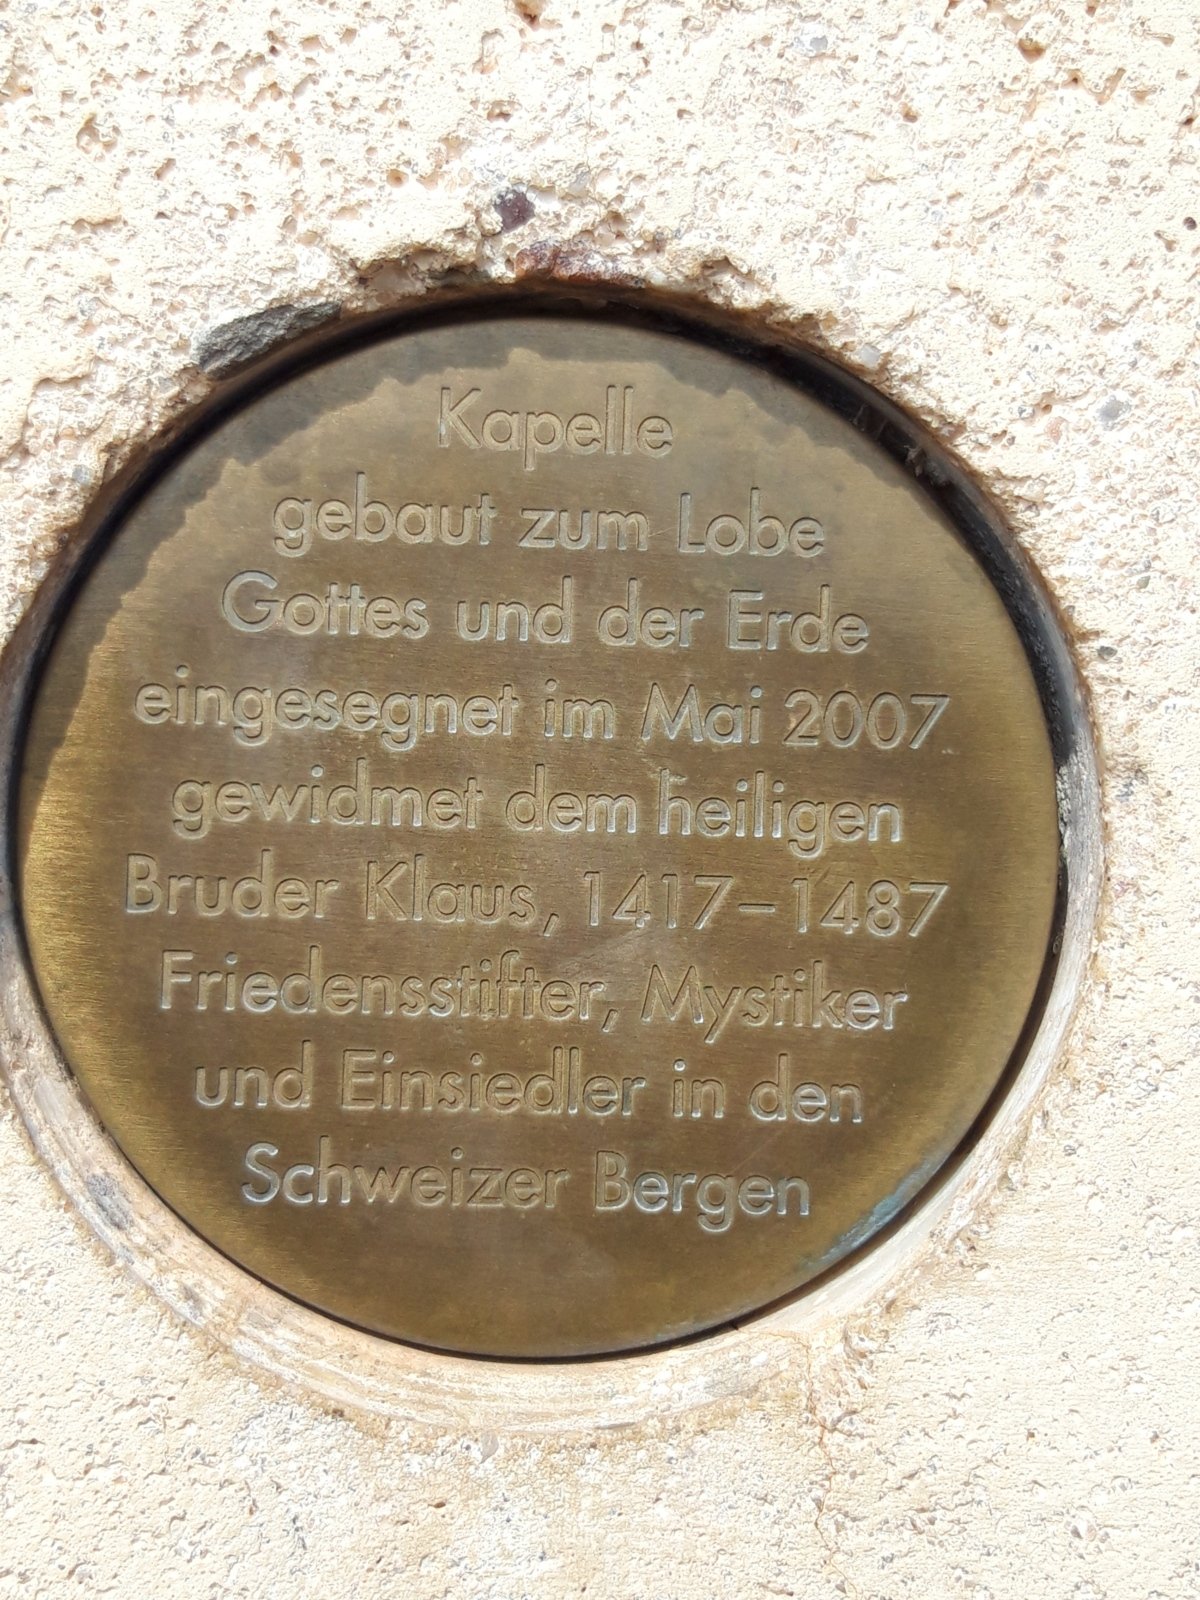 Kapelle
gebaut zum Lobe
Gottes und der Erde
eingesegnet im Mai 2007
gewidmet dem heiligen
Bruder Klaus, 1417–1487
Friedensstifter, Mystiker
und Einsiedler in den
Schweizer Bergen